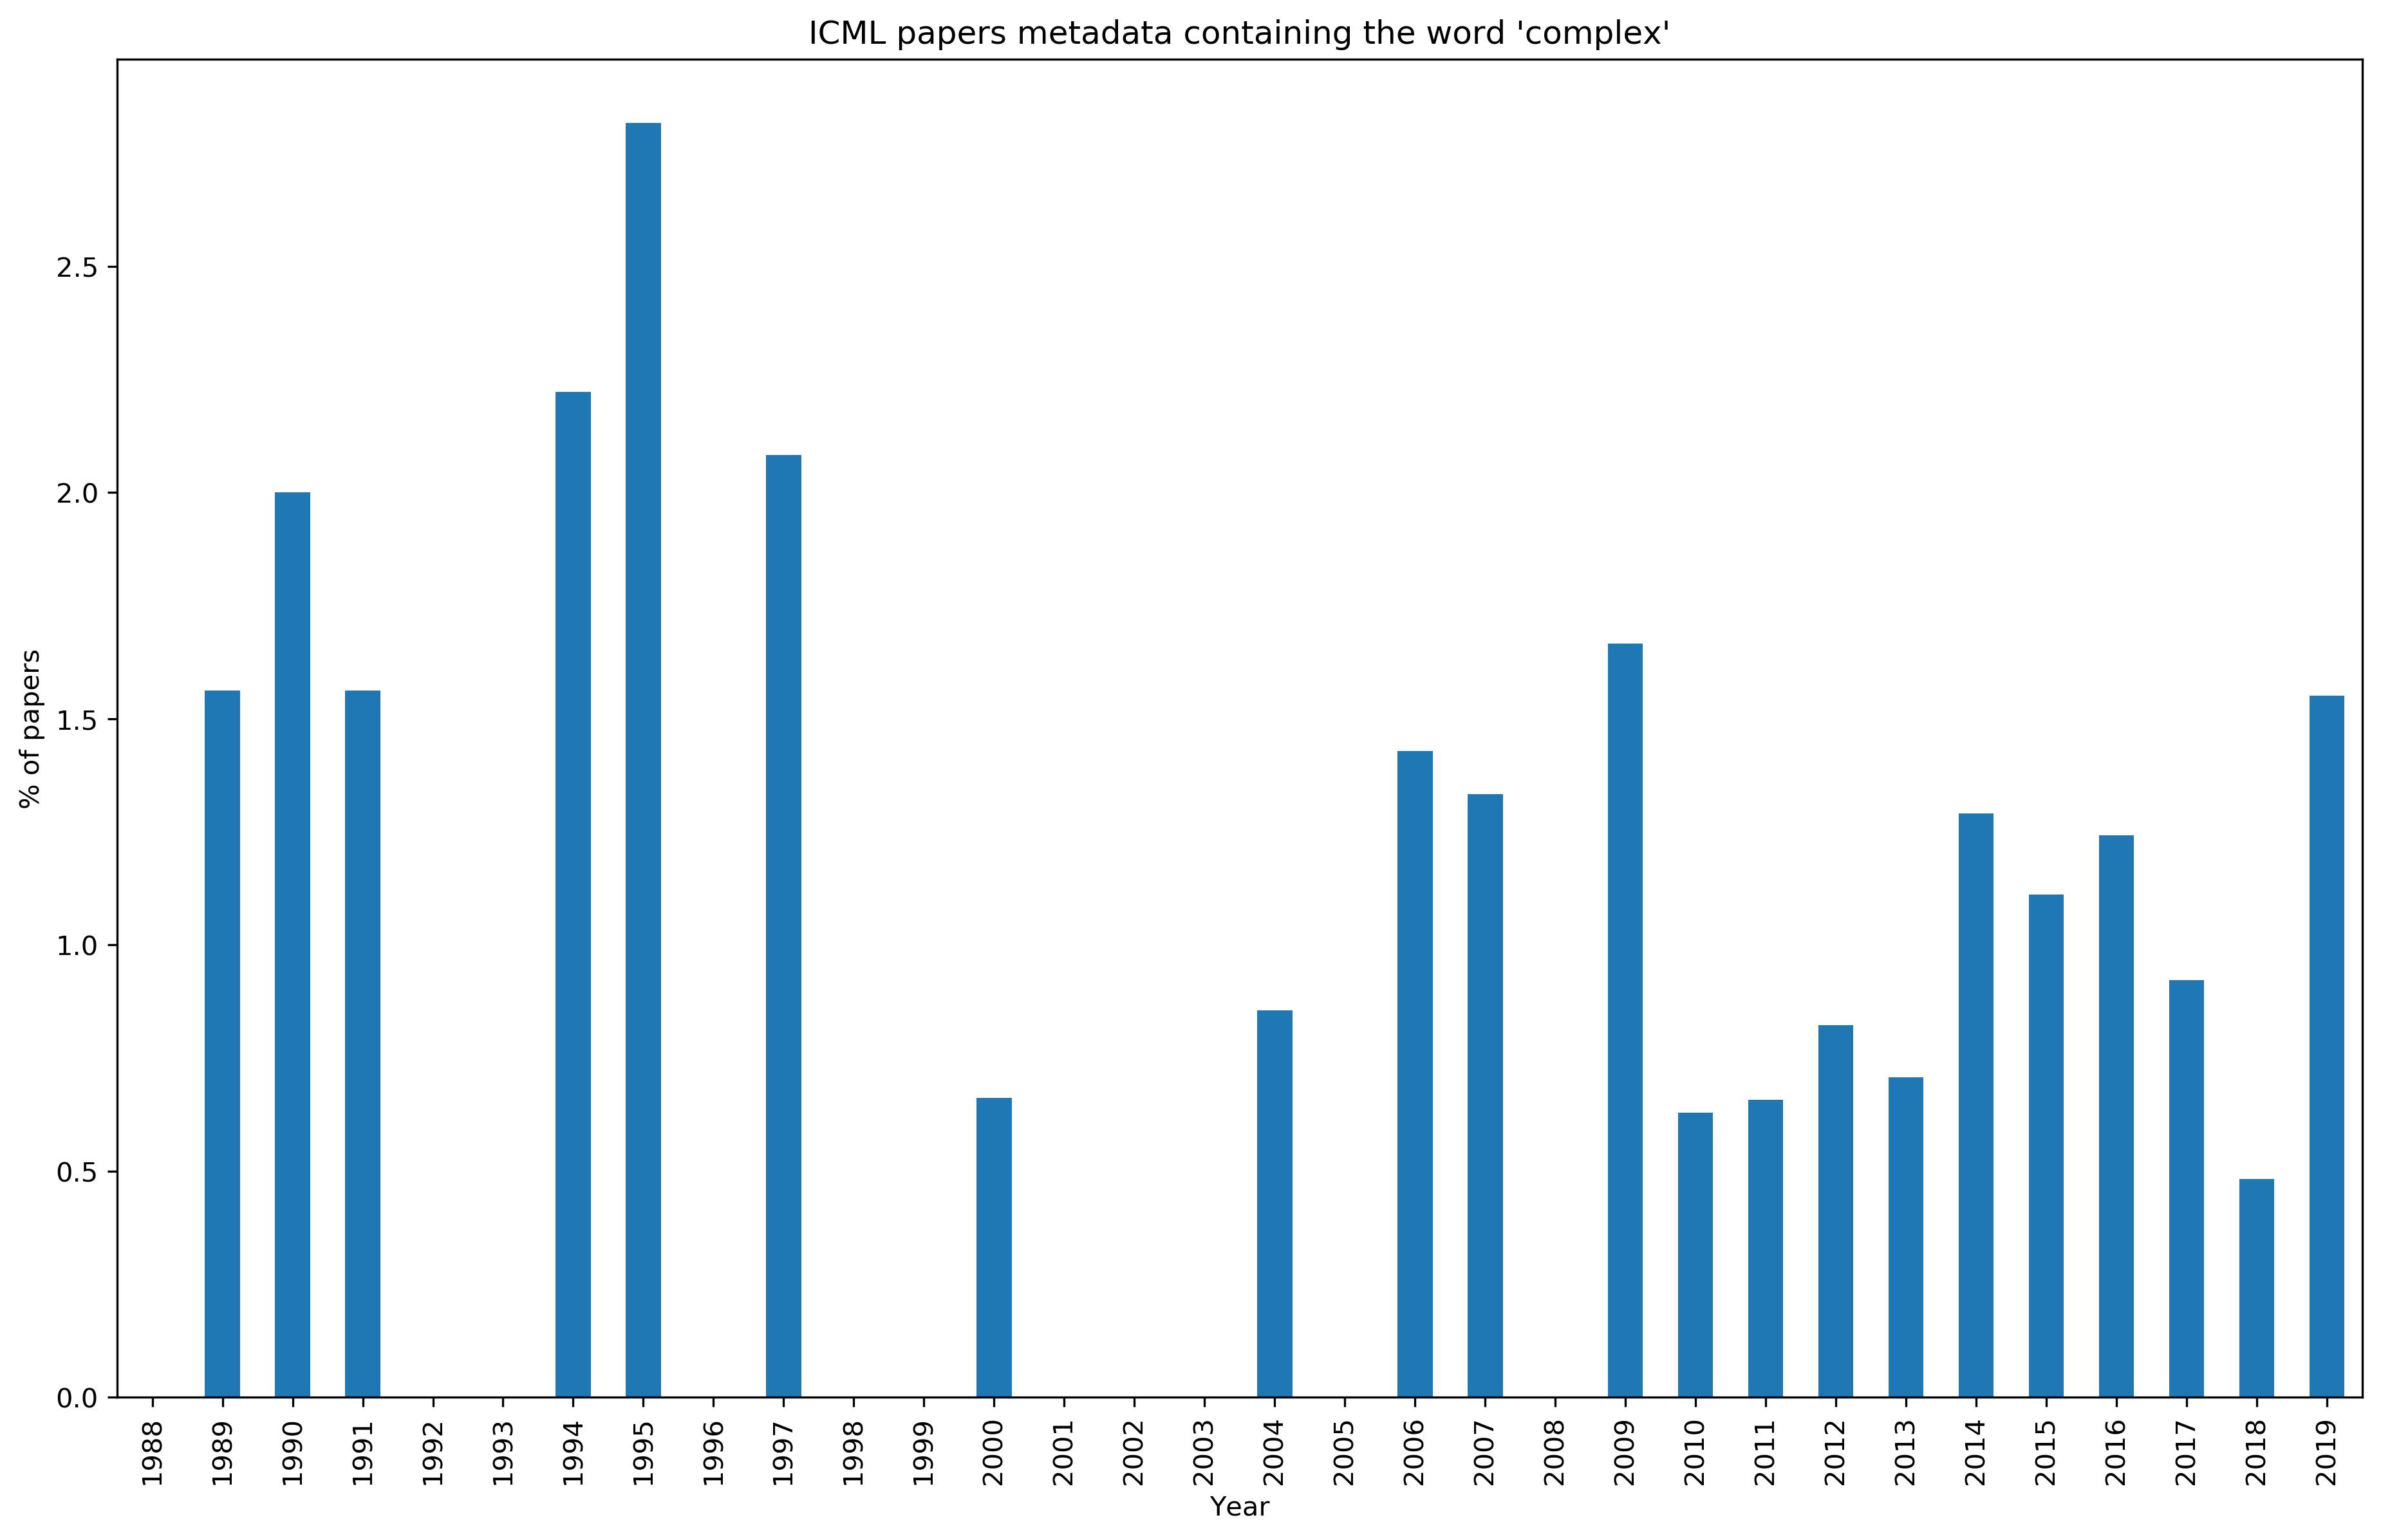 ICML papers metadata containing the word 'complex'
% of papers
2.5
2.0
1.5
1.0
0.5
0.0
1988 1989 1990 1991 1992 1993 1994 1995 1996 1997 1998 1999 2000 2001 2002 2003 2004 2005 2006 2007 2008 2009 2010 2011 2012 2013 2014 2015 2016 2017 2018 2019
Year